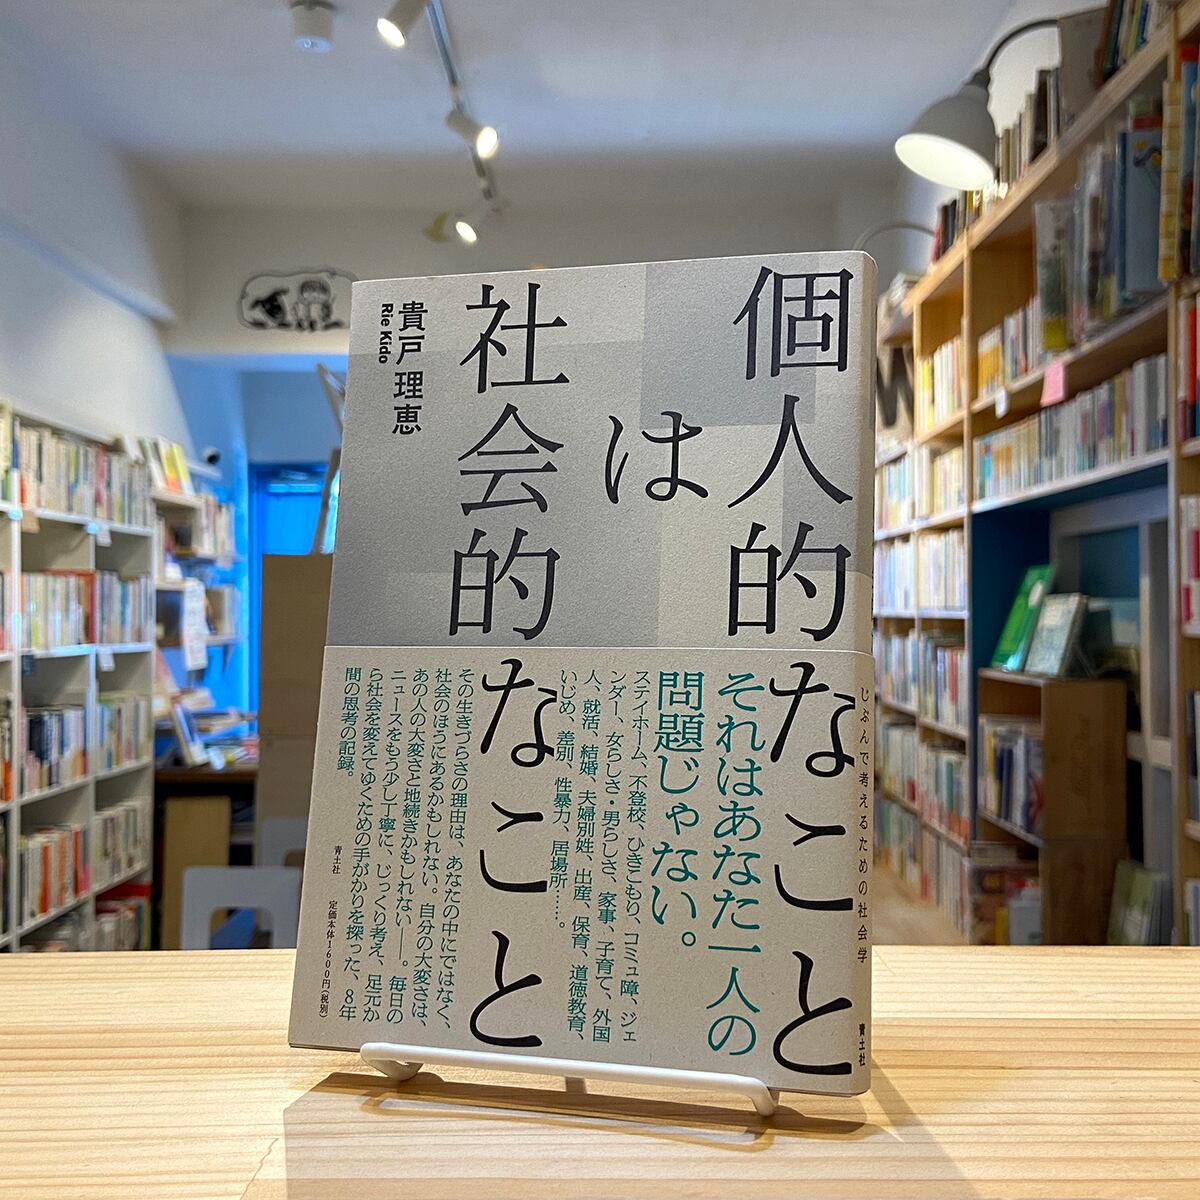 個人的なこと
は
社会的なこと
貴戸 理恵
Rie Kido
それはあなた一人の
問題じゃない。
ステイホーム、不登校、ひきこもり、コミュ障、ジェ
ンダー、女らしさ・男らしさ、家事、子育て、外国
人、就活、結婚、夫婦別姓、出産、保育、道徳教育、
いじめ、差別、性暴力、居場所……。
その生きづらさの理由は、あなたの中にではなく、
社会のほうにあるかもしれない。自分の大変さは、
あの人の大変さと地続きかもしれない――。毎日の
ニュースをもう少し丁寧に、じっくり考え、足元か
ら社会を変えてゆくための手がかりを探った、8年
間の思考の記録。
青土社
定価本体1600円(税別)
じぶんで考えるための社会学
青土社